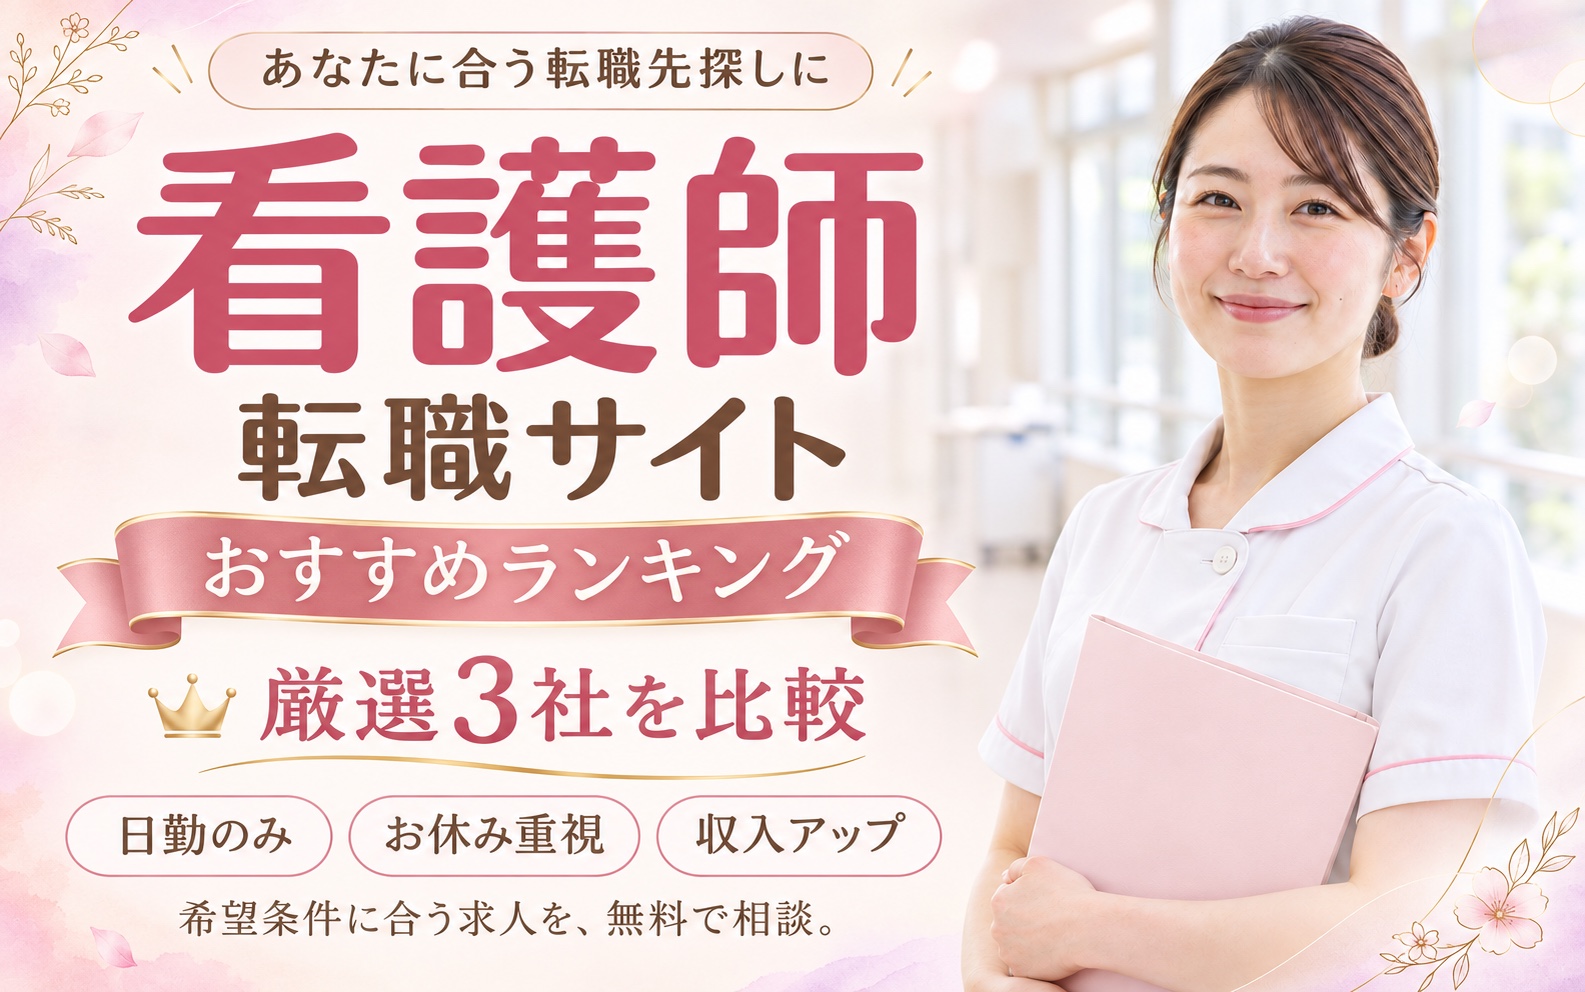 あなたに合う転職先探しに
看護師
転職サイト
おすすめランキング
厳選3社を比較
日勤のみ
お休み重視
収入アップ
希望条件に合う求人を、無料で相談。